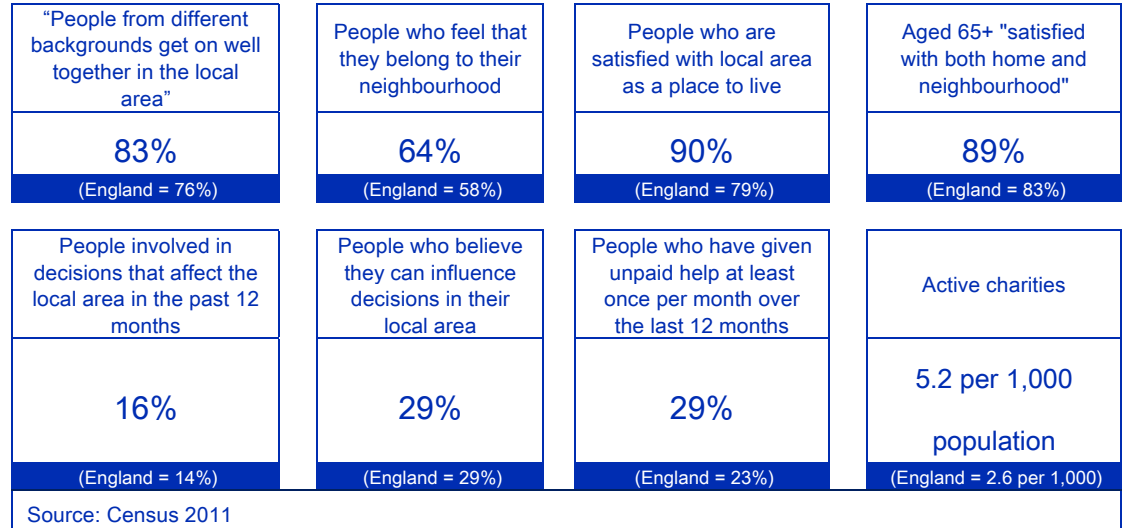 “People from different
backgrounds get on well
together in the local
area”
83%
(England = 76%)
People who feel that
they belong to their
neighbourhood
64%
(England = 58%)
People who are
satisfied with local area
as a place to live
90%
(England = 79%)
Aged 65+ "satisfied
with both home and
neighbourhood"
89%
(England = 83%)
People involved in
decisions that affect the
local area in the past 12
months
16%
(England = 14%)
People who believe
they can influence
decisions in their
local area
29%
(England = 29%)
People who have given
unpaid help at least
once per month over
the last 12 months
29%
(England = 23%)
Active charities
5.2 per 1,000
population
(England = 2.6 per 1,000)
Source: Census 2011